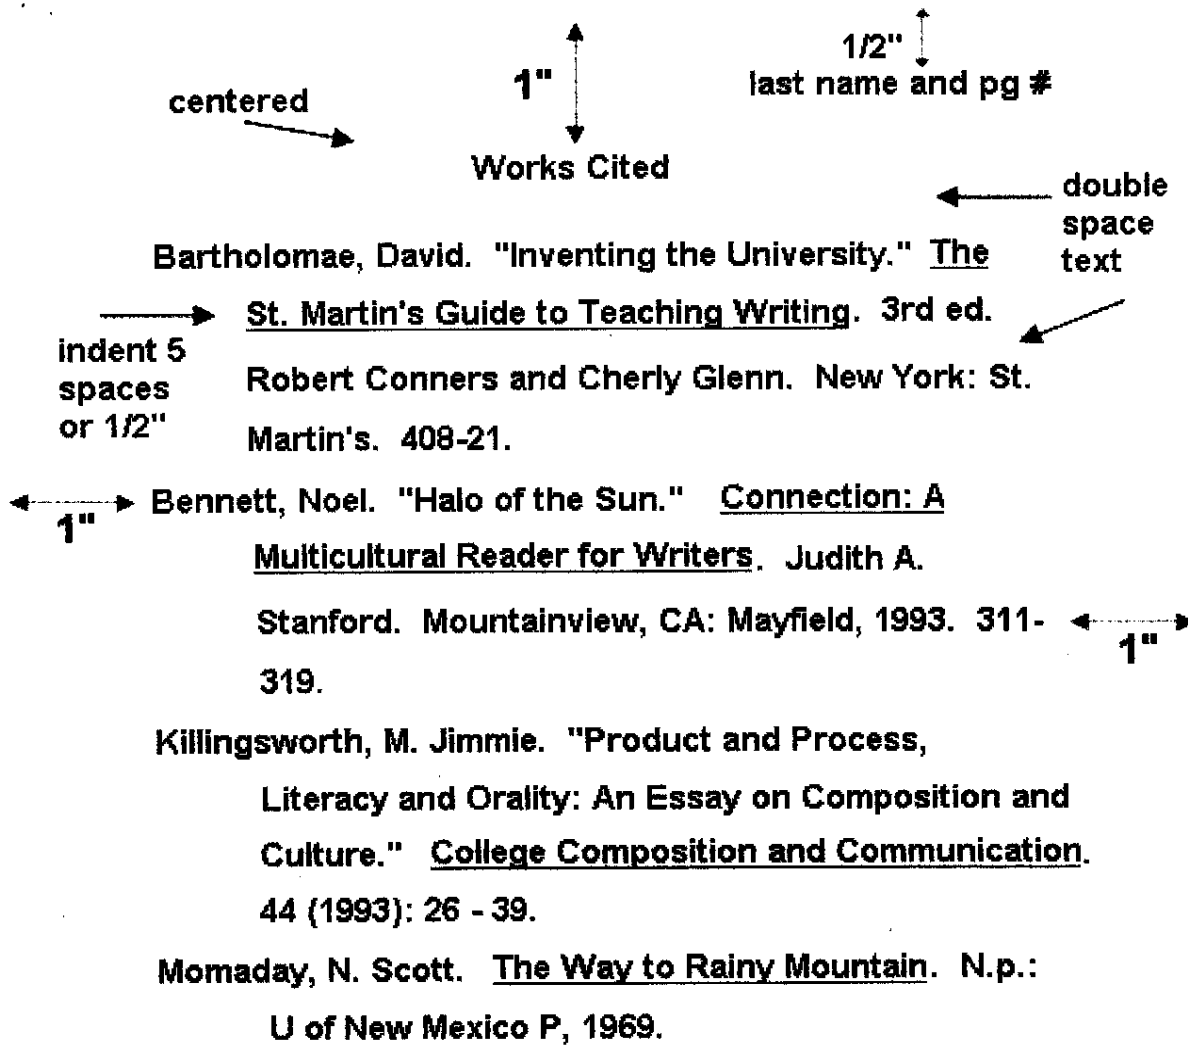 1/2"
last name and pg #
1"
centered
Works Cited
double
space
text
Bartholomae, David. "Inventing the University." The
St. Martin's Guide to Teaching Writing. 3rd ed.
indent 5
spaces
or 1/2"
Robert Conners and Cherly Glenn. New York: St.
Martin's. 408-21.
1"
Bennett, Noel. "Halo of the Sun." Connection: A
Multicultural Reader for Writers. Judith A.
Stanford. Mountainview, CA: Mayfield, 1993. 311-
1"
319.
Killingsworth, M. Jimmie. "Product and Process,
Literacy and Orality: An Essay on Composition and
Culture." College Composition and Communication.
44 (1993): 26 - 39.
Momaday, N. Scott. The Way to Rainy Mountain. N.p.:
U of New Mexico P, 1969.